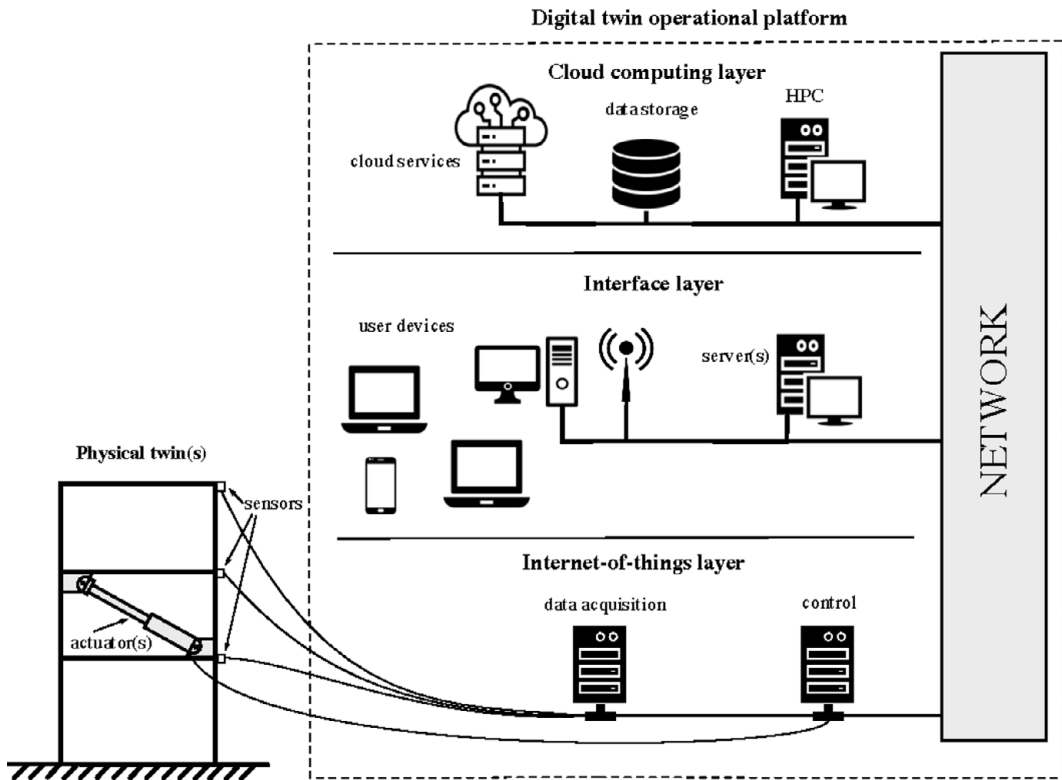 Digital twin operational platform
Cloud computing layer
cloud services
data storage
HPC
Interface layer
user devices
server(s)
Physical twin(s)
sensors
actuator(s)
Internet-of-things layer
data acquisition
control
NETWORK